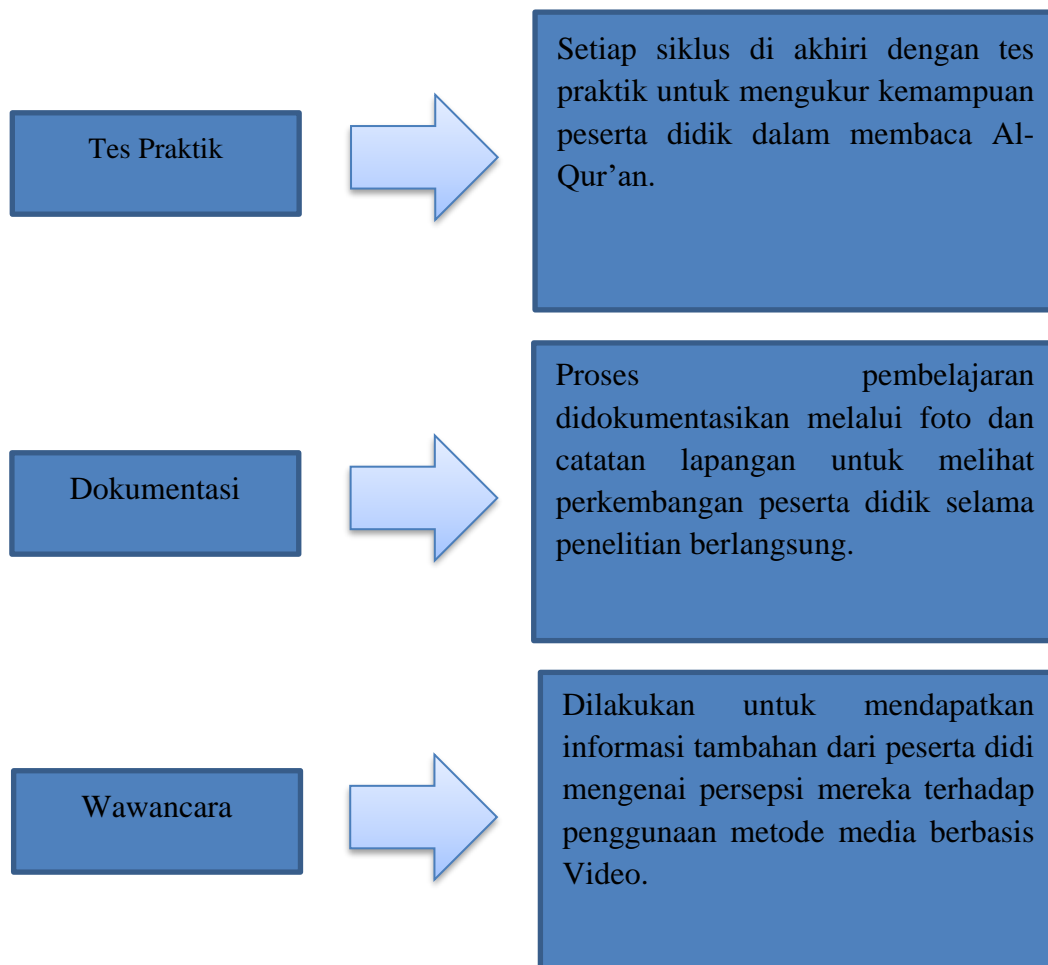 Tes Praktik
Setiap siklus di akhiri dengan tes
praktik untuk mengukur kemampuan
peserta didik dalam membaca Al-
Qur’an.
Dokumentasi
Proses pembelajaran
didokumentasikan melalui foto dan
catatan lapangan untuk melihat
perkembangan peserta didik selama
penelitian berlangsung.
Wawancara
Dilakukan untuk mendapatkan
informasi tambahan dari peserta didi
mengenai persepsi mereka terhadap
penggunaan metode media berbasis
Video.